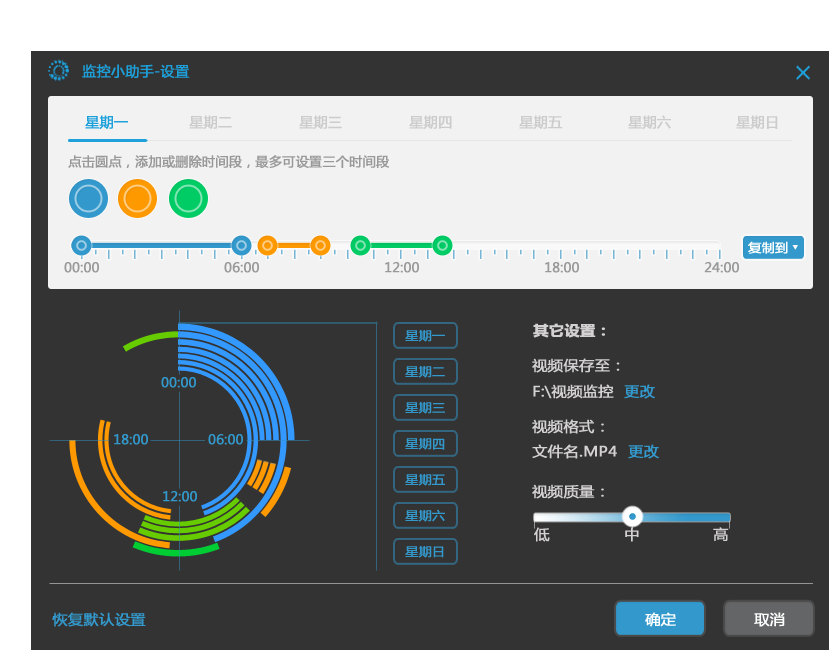 监控小助手-设置
星期一 星期二 星期三 星期四 星期五 星期六 星期日
点击圆点，添加或删除时间段，最多可设置三个时间段
复制到
00:00 06:00 12:00 18:00 24:00
00:00
18:00 06:00
12:00
星期一
星期二
星期三
星期四
星期五
星期六
星期日
其它设置：
视频保存至：
F:\视频监控 更改
视频格式：
文件名.MP4 更改
视频质量：
低 中 高
恢复默认设置 确定 取消